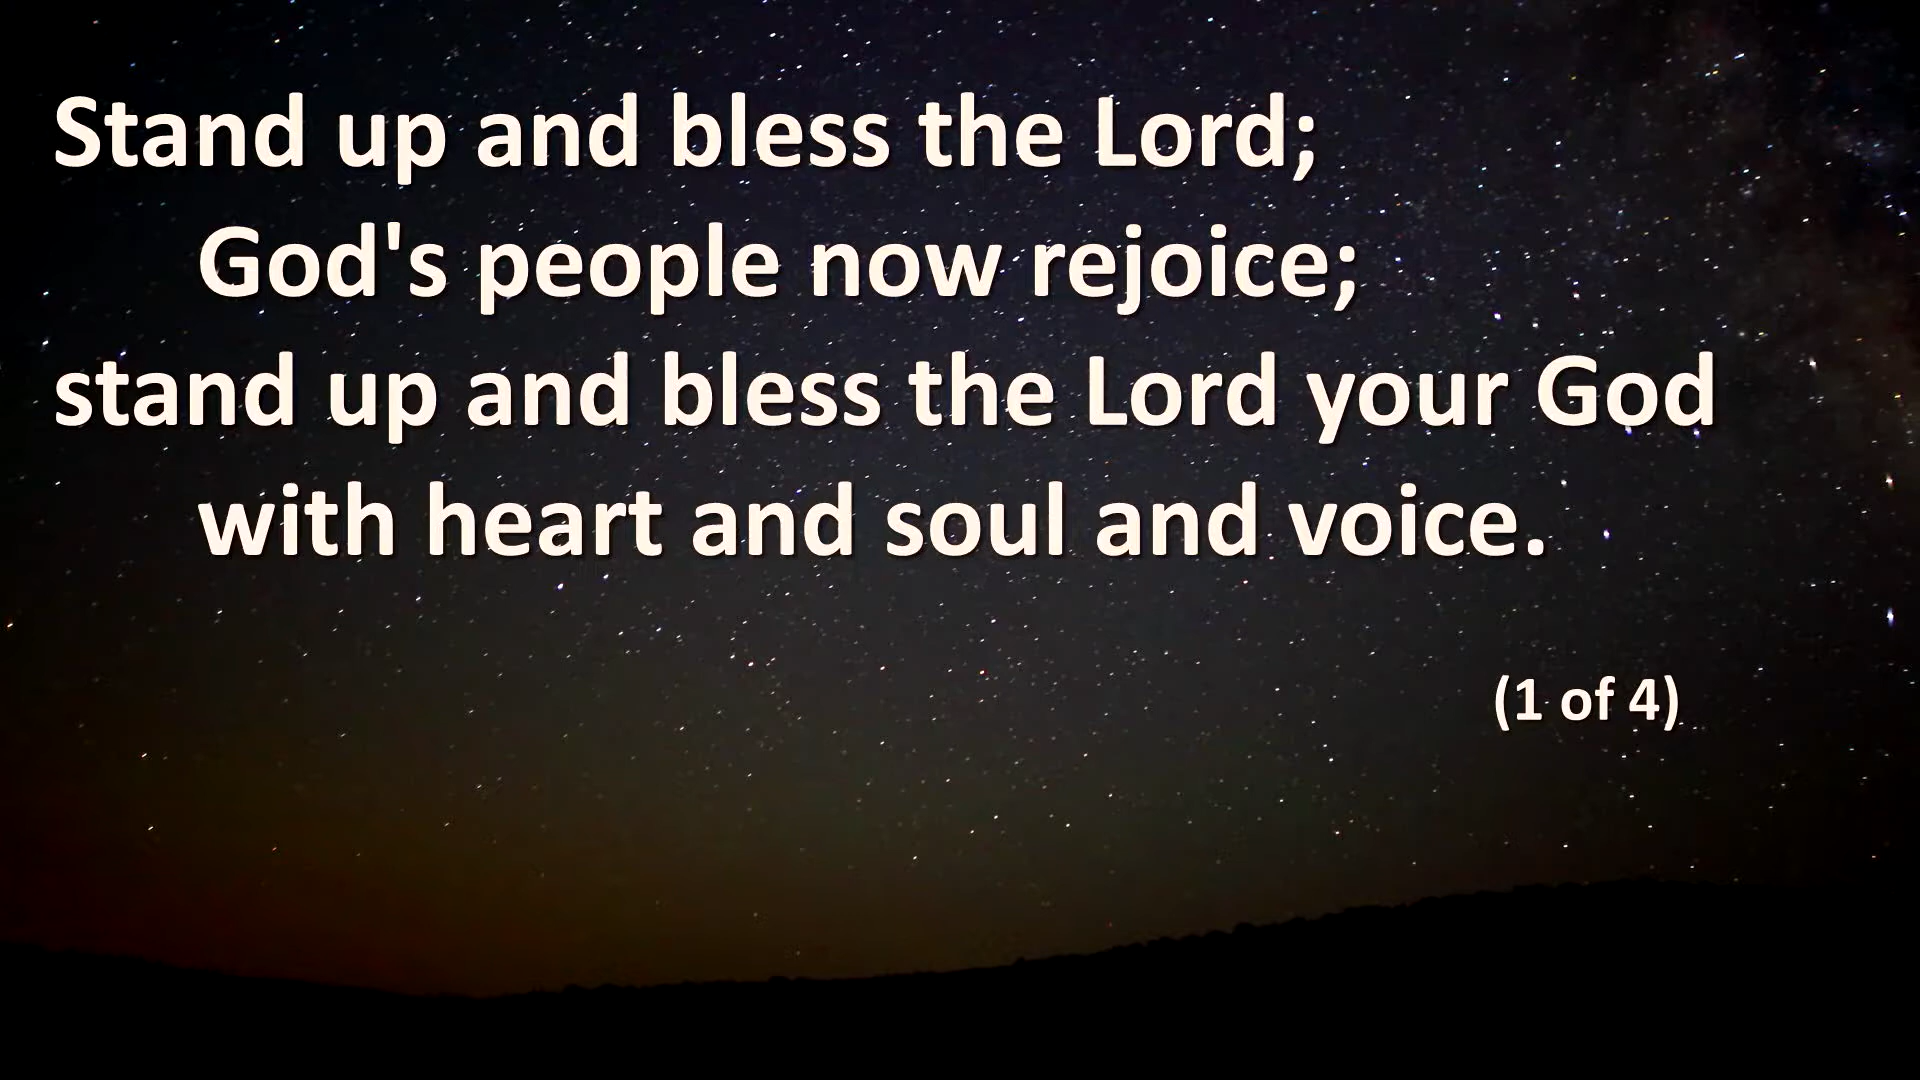 Stand up and bless the Lord;
God's people now rejoice;
stand up and bless the Lord your God
with heart and soul and voice.
(1 of 4)